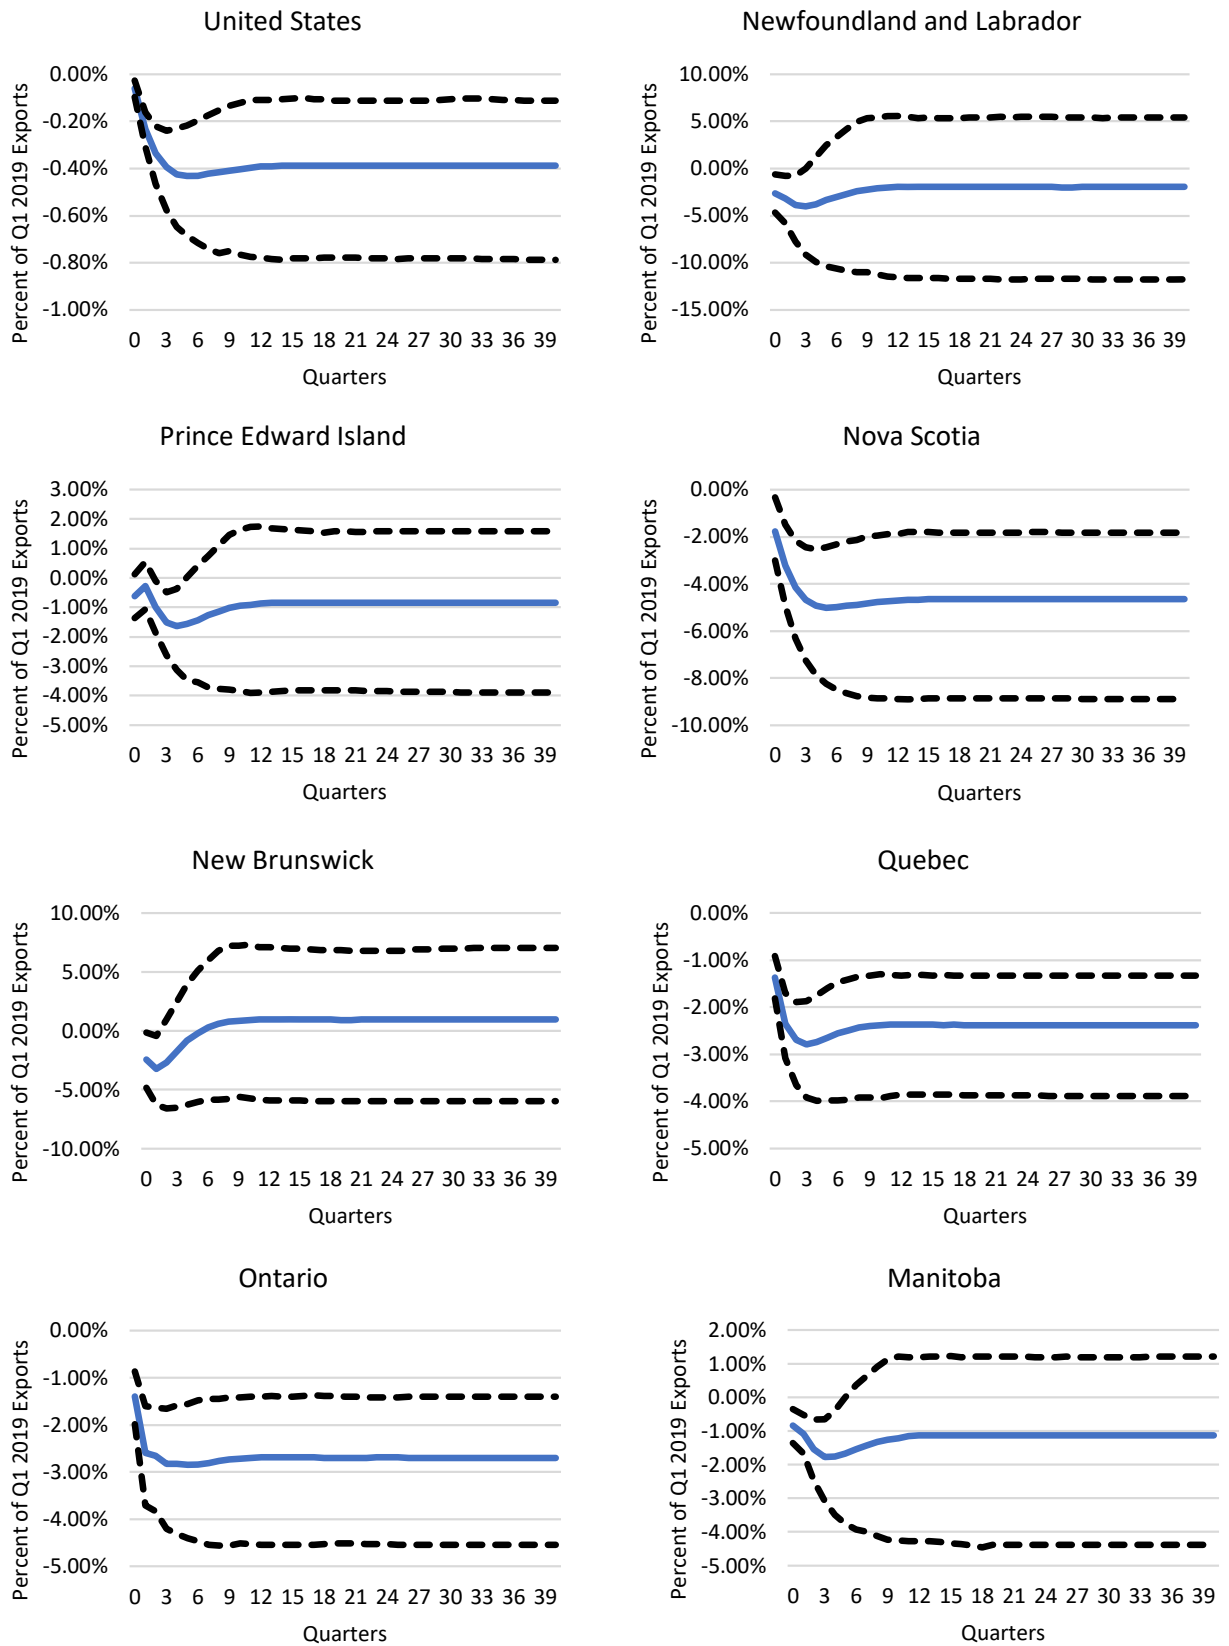 United States
Percent of Q1 2019 Exports
0.00%
-0.20%
-0.40%
-0.60%
-0.80%
-1.00%
0 3 6 9 12 15 18 21 24 27 30 33 36 39
Quarters
Newfoundland and Labrador
Percent of Q1 2019 Exports
10.00%
5.00%
0.00%
-5.00%
-10.00%
-15.00%
0 3 6 9 12 15 18 21 24 27 30 33 36 39
Quarters
Prince Edward Island
Percent of Q1 2019 Exports
3.00%
2.00%
1.00%
0.00%
-1.00%
-2.00%
-3.00%
-4.00%
-5.00%
0 3 6 9 12 15 18 21 24 27 30 33 36 39
Quarters
Nova Scotia
Percent of Q1 2019 Exports
0.00%
-2.00%
-4.00%
-6.00%
-8.00%
-10.00%
0 3 6 9 12 15 18 21 24 27 30 33 36 39
Quarters
New Brunswick
Percent of Q1 2019 Exports
10.00%
5.00%
0.00%
-5.00%
-10.00%
0 3 6 9 12 15 18 21 24 27 30 33 36 39
Quarters
Quebec
Percent of Q1 2019 Exports
0.00%
-1.00%
-2.00%
-3.00%
-4.00%
-5.00%
0 3 6 9 12 15 18 21 24 27 30 33 36 39
Quarters
Ontario
Percent of Q1 2019 Exports
0.00%
-1.00%
-2.00%
-3.00%
-4.00%
-5.00%
0 3 6 9 12 15 18 21 24 27 30 33 36 39
Quarters
Manitoba
Percent of Q1 2019 Exports
2.00%
1.00%
0.00%
-1.00%
-2.00%
-3.00%
-4.00%
-5.00%
0 3 6 9 12 15 18 21 24 27 30 33 36 39
Quarters